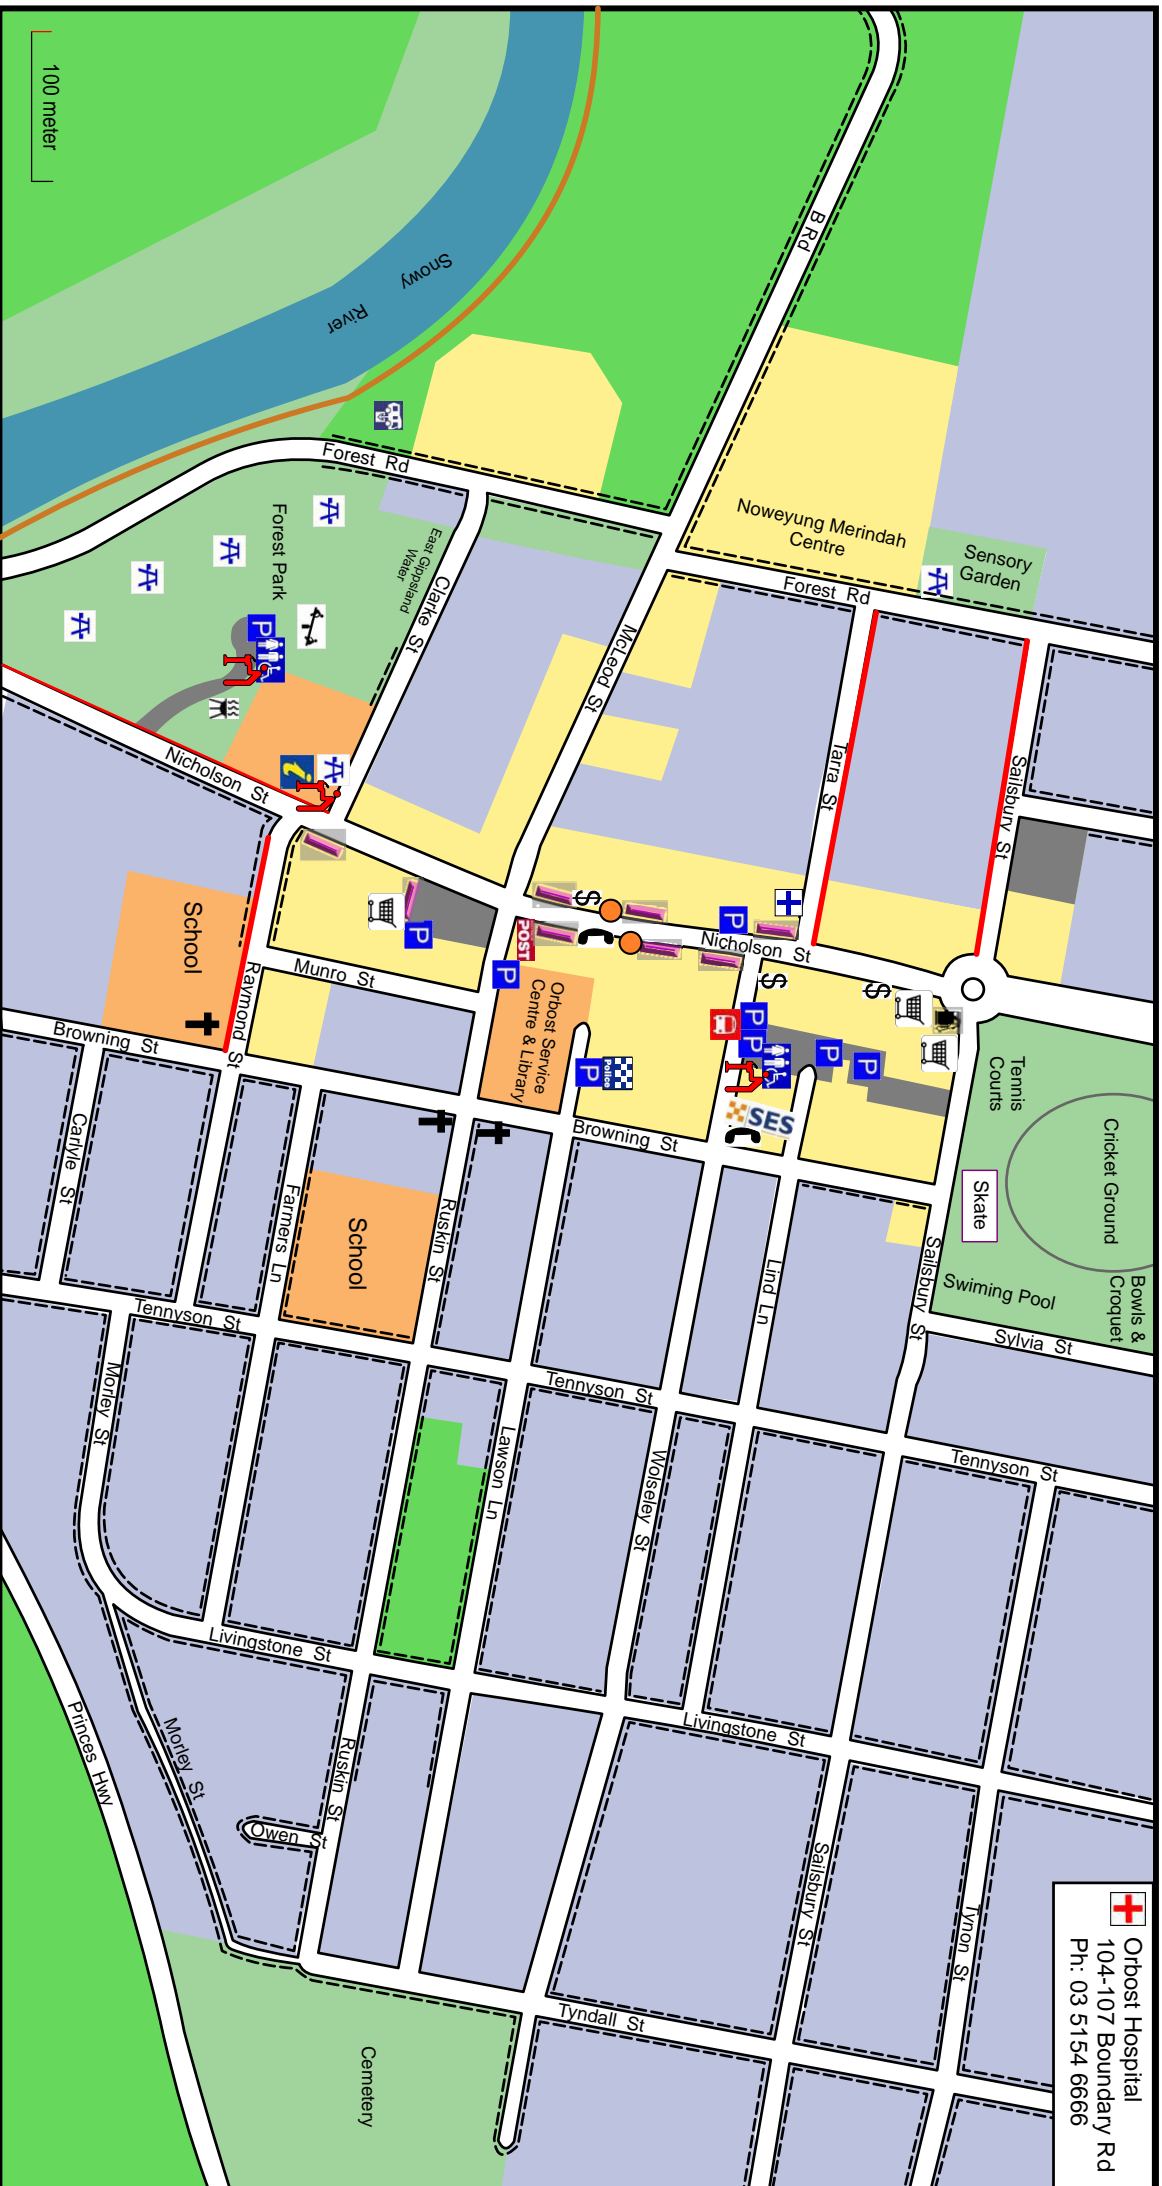 Orbost Hospital
104-107 Boundary Rd
Ph: 03 5154 6666
Bowls &
Croquet
Cricket Ground
Tennis
Courts
Skate
Swiming Pool
Sylvia St
Sensory
Garden
Noweyung Merindah
Centre
Forest Rd
Sailsbury St
Tarra St
B Rd
McLeod St
Nicholson St
$
$
$
P
P
P
P
P
SES
Sailsbury St
Tennyson St
Tynon St
Lind Ln
Browning St
Police
P
Orbost Service
Centre & Library
POST
P
P
Tennyson St
Wolseley St
Lawson Ln
Livingstone St
Sailsbury St
Tyndall St
Snowy
River
Forest Rd
East Gippsland
Water
Clarke St
Forest Park
P
i
Nicholson St
Munro St
Raymond St
School
Browning St
Ruskin St
School
Farmers Ln
Carlyle St
Tennyson St
Morley St
Livingstone St
Ruskin St
Owen St
Morley St
Princes Hwy
Cemetery
100 meter